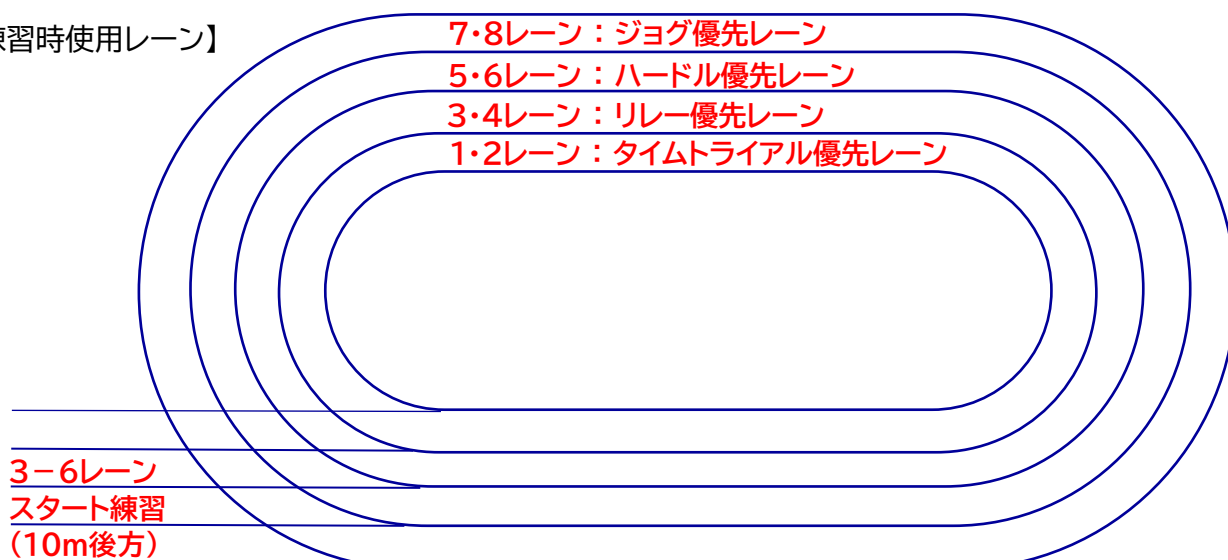 練習時使用レーン】
7・8レーン：ジョグ優先レーン
5・6レーン：ハードル優先レーン
3・4レーン：リレー優先レーン
1・2レーン：タイムトライアル優先レーン
3－6レーン
スタート練習
（10m後方）